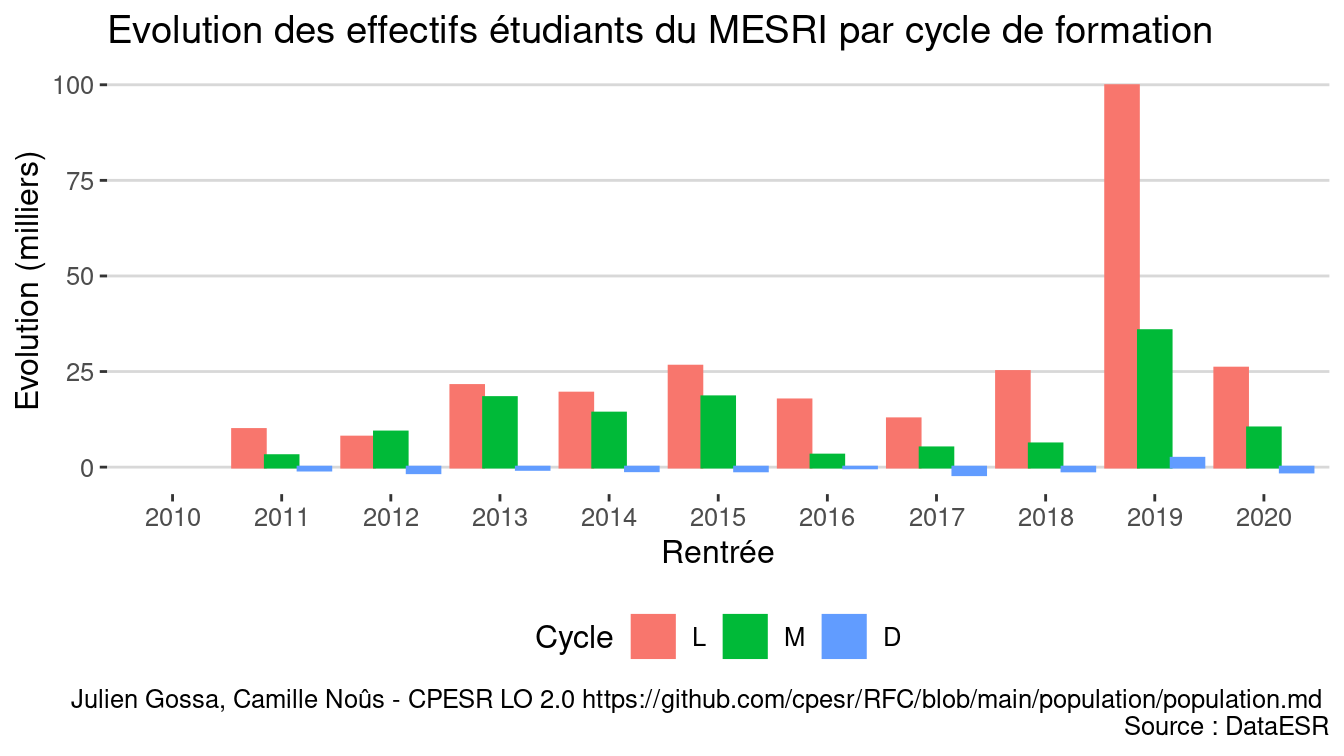 Evolution des effectifs étudiants du MESRI par cycle de formation
100
75
50
25
0
Evolution (milliers)
2010 2011 2012 2013 2014 2015 2016 2017 2018 2019 2020
Rentrée
Cycle L M D
Julien Gossa, Camille Noûs - CPESR LO 2.0 https://github.com/cpesr/RFC/blob/main/population/population.md
Source : DataESR